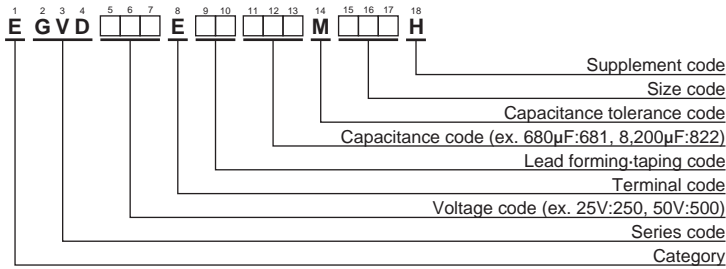 1 2 3 4 5 6 7 8 9 10 11 12 13 14 15 16 17 18
E G V D E M H
Supplement code
Size code
Capacitance tolerance code
Capacitance code (ex. 680μF:681, 8,200μF:822)
Lead forming·taping code
Terminal code
Voltage code (ex. 25V:250, 50V:500)
Series code
Category